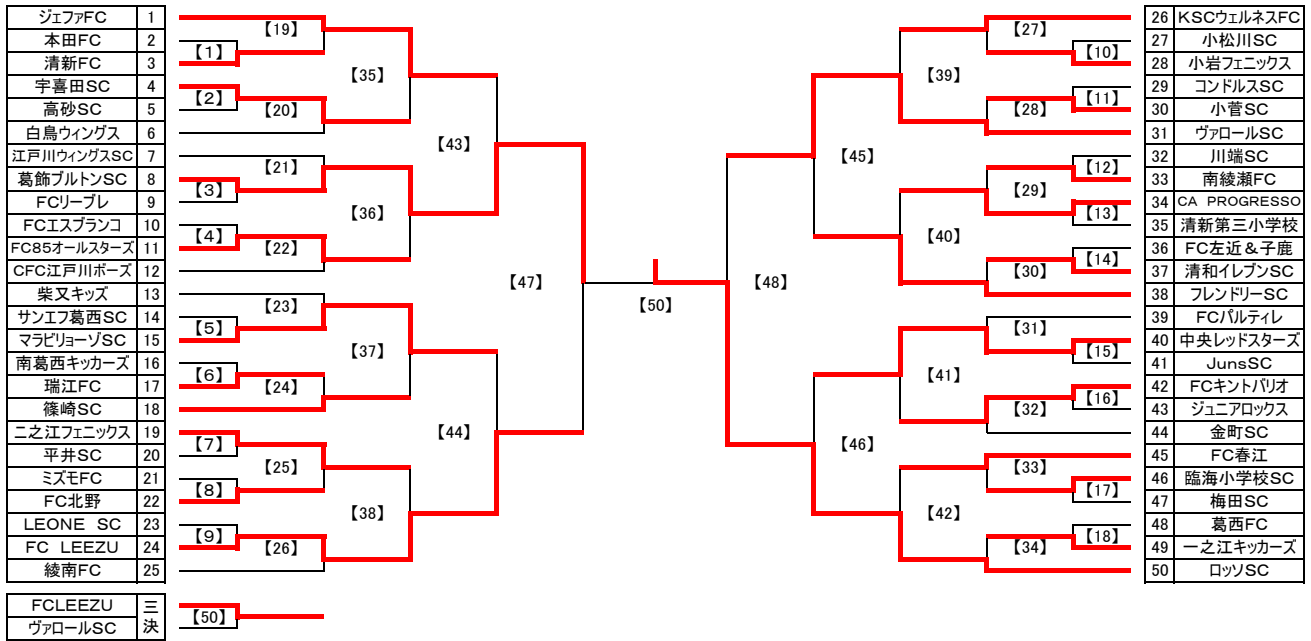 ジェファFC 1
本田FC 2
清新FC 3
宇喜田SC 4
高砂SC 5
白鳥ウィングス 6
江戸川ウィングスSC 7
葛飾ブルトンSC 8
FCリーブレ 9
FCエスブランコ 10
FC85オールスターズ 11
CFC江戸川ボーズ 12
柴又キッズ 13
サンエフ葛西SC 14
マラビリョーゾSC 15
南葛西キッカーズ 16
瑞江FC 17
篠崎SC 18
二之江フェニックス 19
平井SC 20
ミズモFC 21
FC北野 22
LEONE SC 23
FC LEEZU 24
綾南FC 25
【1】
【2】
【3】
【4】
【5】
【6】
【7】
【8】
【9】
【19】
【20】
【21】
【22】
【23】
【24】
【25】
【26】
【35】
【36】
【37】
【38】
【43】
【44】
【47】
【50】
【48】
【45】
【46】
【39】
【40】
【41】
【42】
【27】
【28】
【29】
【30】
【31】
【32】
【33】
【34】
【10】
【11】
【12】
【13】
【14】
【15】
【16】
【17】
【18】
26 KSCウェルネスFC
27 小松川SC
28 小岩フェニックス
29 コンドルスSC
30 小菅SC
31 ヴァロールSC
32 川端SC
33 南綾瀬FC
34 CA PROGRESSO
35 清新第三小学校
36 FC左近&子鹿
37 清和イレブンSC
38 フレンドリーSC
39 FCパルティレ
40 中央レッドスターズ
41 JunsSC
42 FCキントバリオ
43 ジュニアロックス
44 金町SC
45 FC春江
46 臨海小学校SC
47 梅田SC
48 葛西FC
49 一之江キッカーズ
50 ロッソSC
FCLEEZU 三
ヴァロールSC 決
【50】